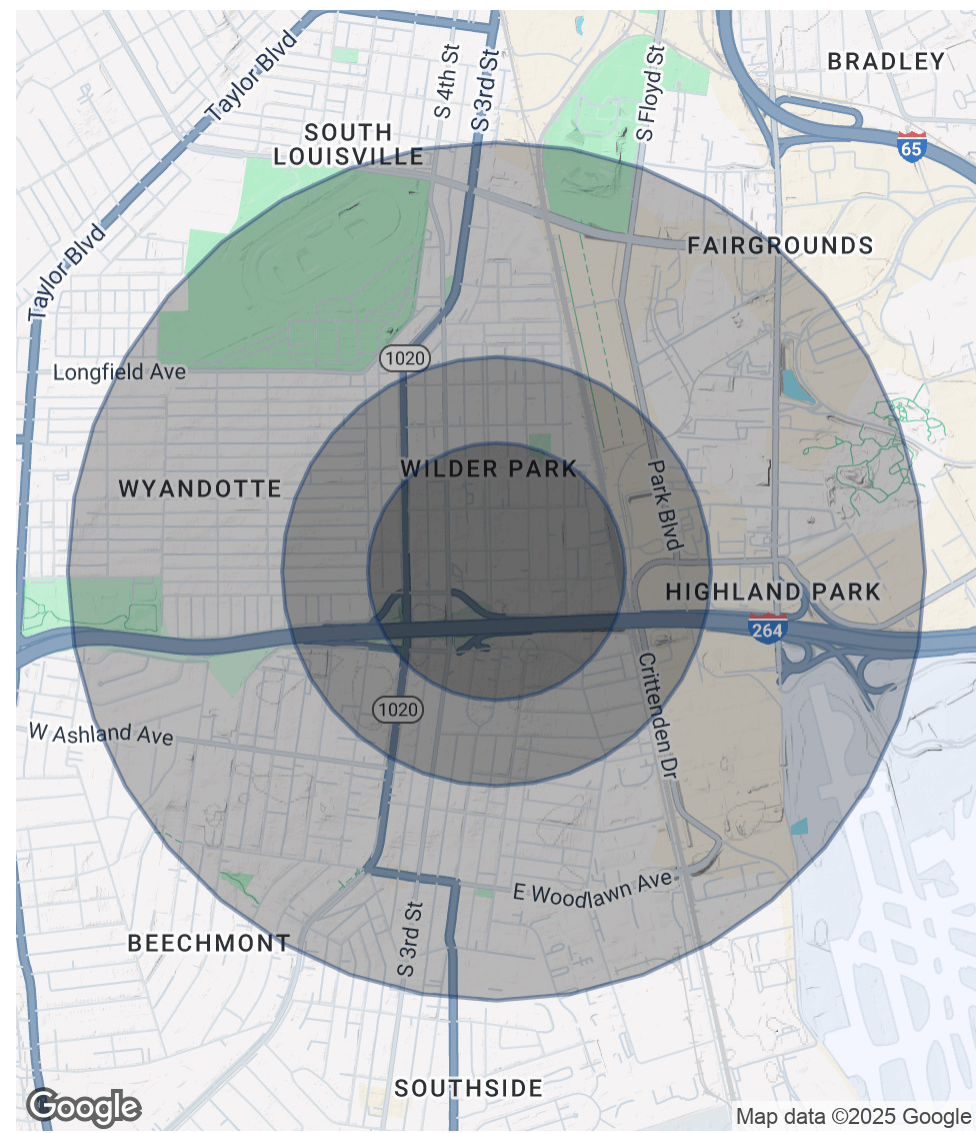 BRADLEY
Taylor Blvd
S 4th St
S 3rd St
S Floyd St
SOUTH
LOUISVILLE
65
FAIRGROUNDS
Taylor Blvd
1020
Longfield Ave
WILDER PARK
WYANDOTTE
Park Blvd
HIGHLAND PARK
264
1020
Crittenden Dr
W Ashland Ave
E Woodlawn Ave
S 3rd St
BEECHMONT
SOUTHSIDE
Google
Map data ©2025 Google